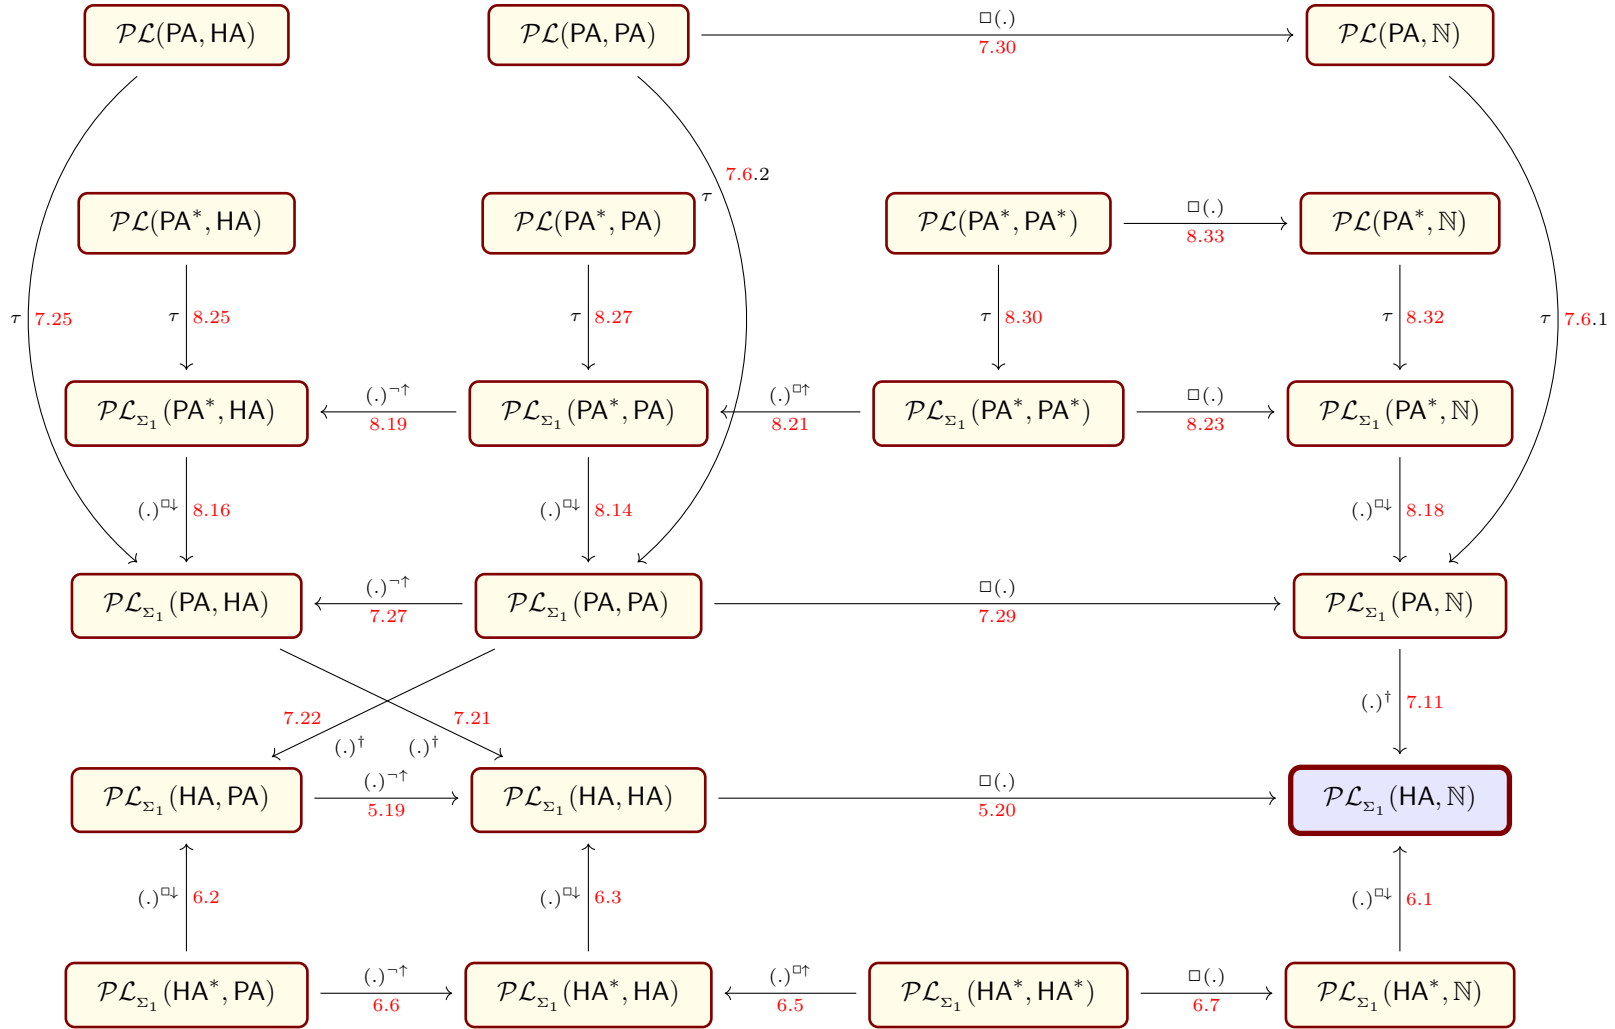 𝒫ℒ(PA, HA) 𝒫ℒ(PA, PA) □(.) 𝒫ℒ(PA, ℕ)
7.30
7.6.2
τ
𝒫ℒ(PA*, HA) 𝒫ℒ(PA*, PA) 𝒫ℒ(PA*, PA*) □(.) 𝒫ℒ(PA*, ℕ)
8.33
τ 7.25 τ 8.25 τ 8.27 τ 8.30 τ 8.32 τ 7.6.1
𝒫ℒ_Σ₁(PA*, HA) (.)^¬↑ 𝒫ℒ_Σ₁(PA*, PA) (.)^□↑ 𝒫ℒ_Σ₁(PA*, PA*) □(.) 𝒫ℒ_Σ₁(PA*, ℕ)
8.19 8.21 8.23
(.)^□↓ 8.16 (.)^□↓ 8.14 (.)^□↓ 8.18
𝒫ℒ_Σ₁(PA, HA) (.)^¬↑ 𝒫ℒ_Σ₁(PA, PA) □(.) 𝒫ℒ_Σ₁(PA, ℕ)
7.27 7.29
7.22 7.21 (.)^† 7.11
(.)^† (.)^†
𝒫ℒ_Σ₁(HA, PA) (.)^¬↑ 𝒫ℒ_Σ₁(HA, HA) □(.) 𝒫ℒ_Σ₁(HA, ℕ)
5.19 5.20
(.)^□↓ 6.2 (.)^□↓ 6.3 (.)^□↓ 6.1
𝒫ℒ_Σ₁(HA*, PA) (.)^¬↑ 𝒫ℒ_Σ₁(HA*, HA) (.)^□↑ 𝒫ℒ_Σ₁(HA*, HA*) □(.) 𝒫ℒ_Σ₁(HA*, ℕ)
6.6 6.5 6.7